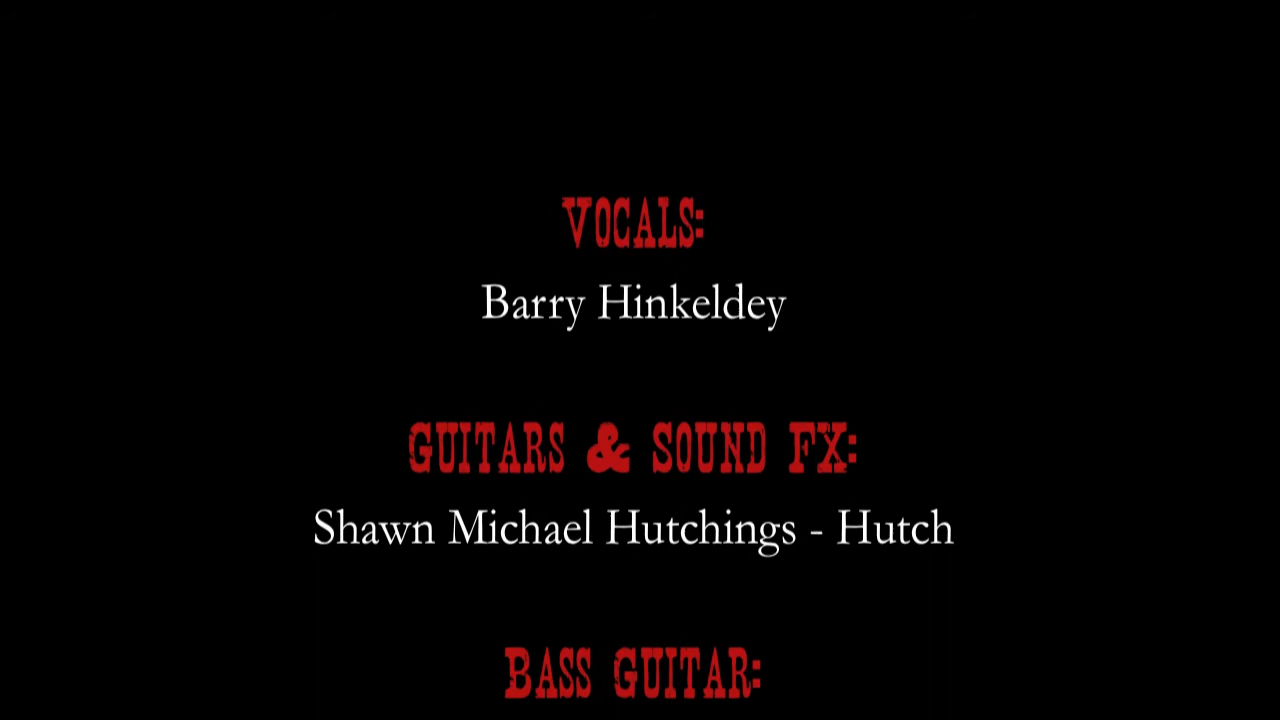 VOCALS:
Barry Hinkeldey
GUITARS & SOUND FX:
Shawn Michael Hutchings - Hutch
BASS GUITAR: